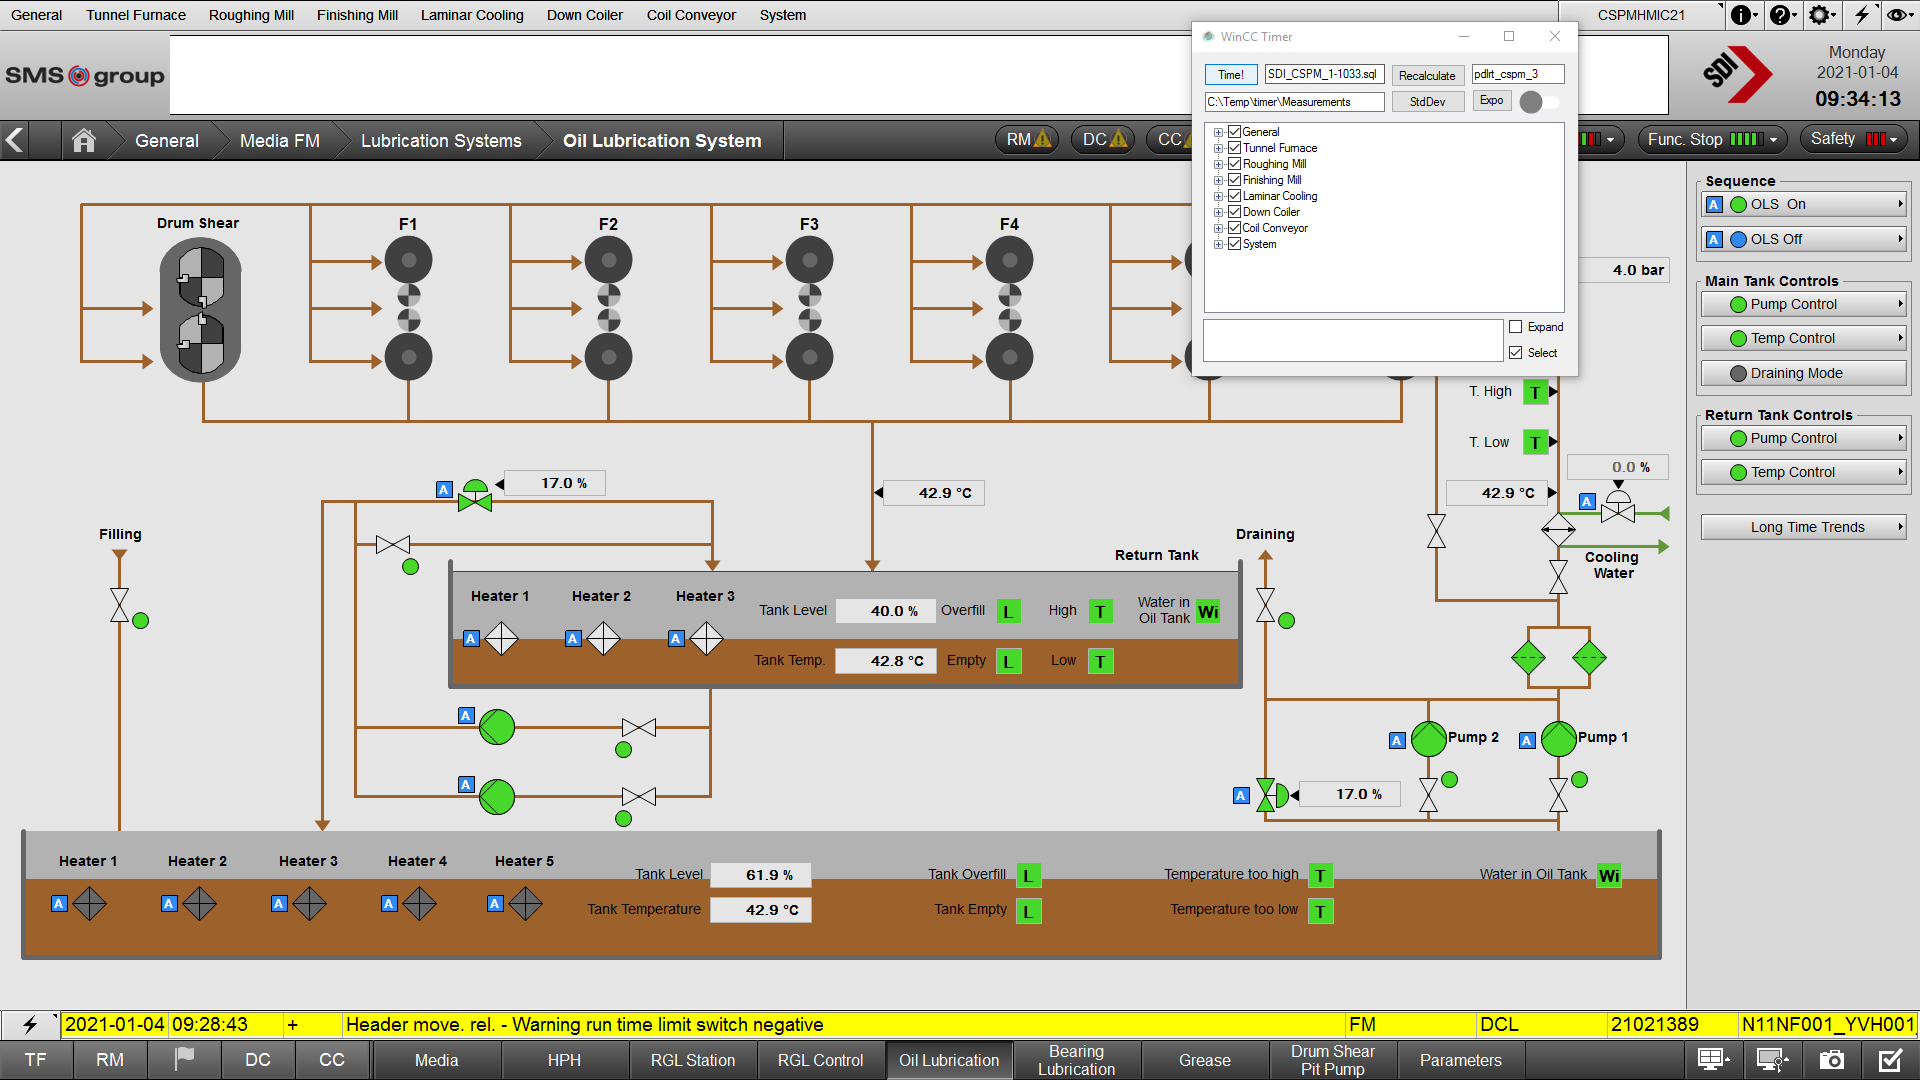 General Tunnel Furnace Roughing Mill Finishing Mill Laminar Cooling Down Coiler Coil Conveyor System CSPMHMIC21
SMS group
SDI
Monday
2021-01-04
09:34:13
General Media FM Lubrication Systems Oil Lubrication System RM DC CC Func. Stop Safety
WinCC Timer
Time! SDI_CSPM_1-1033.sql Recalculate pdlrt_cspm_3
C:\Temp\timer\Measurements StdDev Expo
General
Tunnel Furnace
Roughing Mill
Finishing Mill
Laminar Cooling
Down Coiler
Coil Conveyor
System
Expand
Select
Sequence
A OLS On
A OLS Off
Main Tank Controls
Pump Control
Temp Control
Draining Mode
Return Tank Controls
Pump Control
Temp Control
Long Time Trends
Drum Shear F1 F2 F3 F4
4.0 bar
T. High T
T. Low T
0.0 %
A 17.0 %
42.9 °C
42.9 °C
A
Filling
Draining
Cooling
Water
Return Tank
Heater 1 Heater 2 Heater 3
A A A
Tank Level 40.0 % Overfill L High T Water in
Oil Tank Wi
Tank Temp. 42.8 °C Empty L Low T
A
A
A Pump 2 A Pump 1
A 17.0 %
Heater 1 Heater 2 Heater 3 Heater 4 Heater 5
A A A A A
Tank Level 61.9 % Tank Overfill L Temperature too high T Water in Oil Tank Wi
Tank Temperature 42.9 °C Tank Empty L Temperature too low T
2021-01-04 09:28:43 + Header move. rel. - Warning run time limit switch negative FM DCL 21021389 N11NF001_YVH001
TF RM DC CC Media HPH RGL Station RGL Control Oil Lubrication Bearing
Lubrication Grease Drum Shear
Pit Pump Parameters